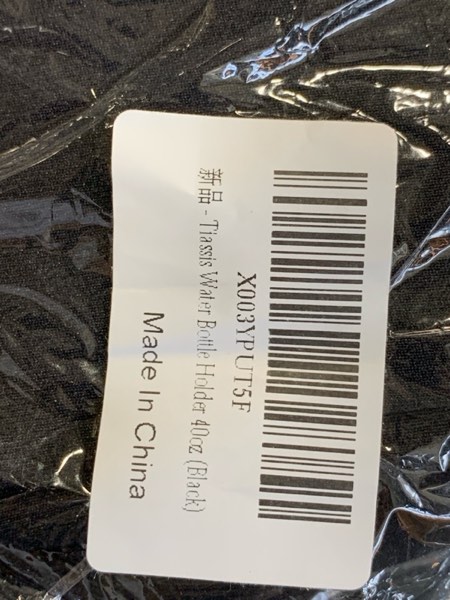 X003YPUT5F
新品 - Tiassis Water Bottle Holder 40oz (Black)
Made In China